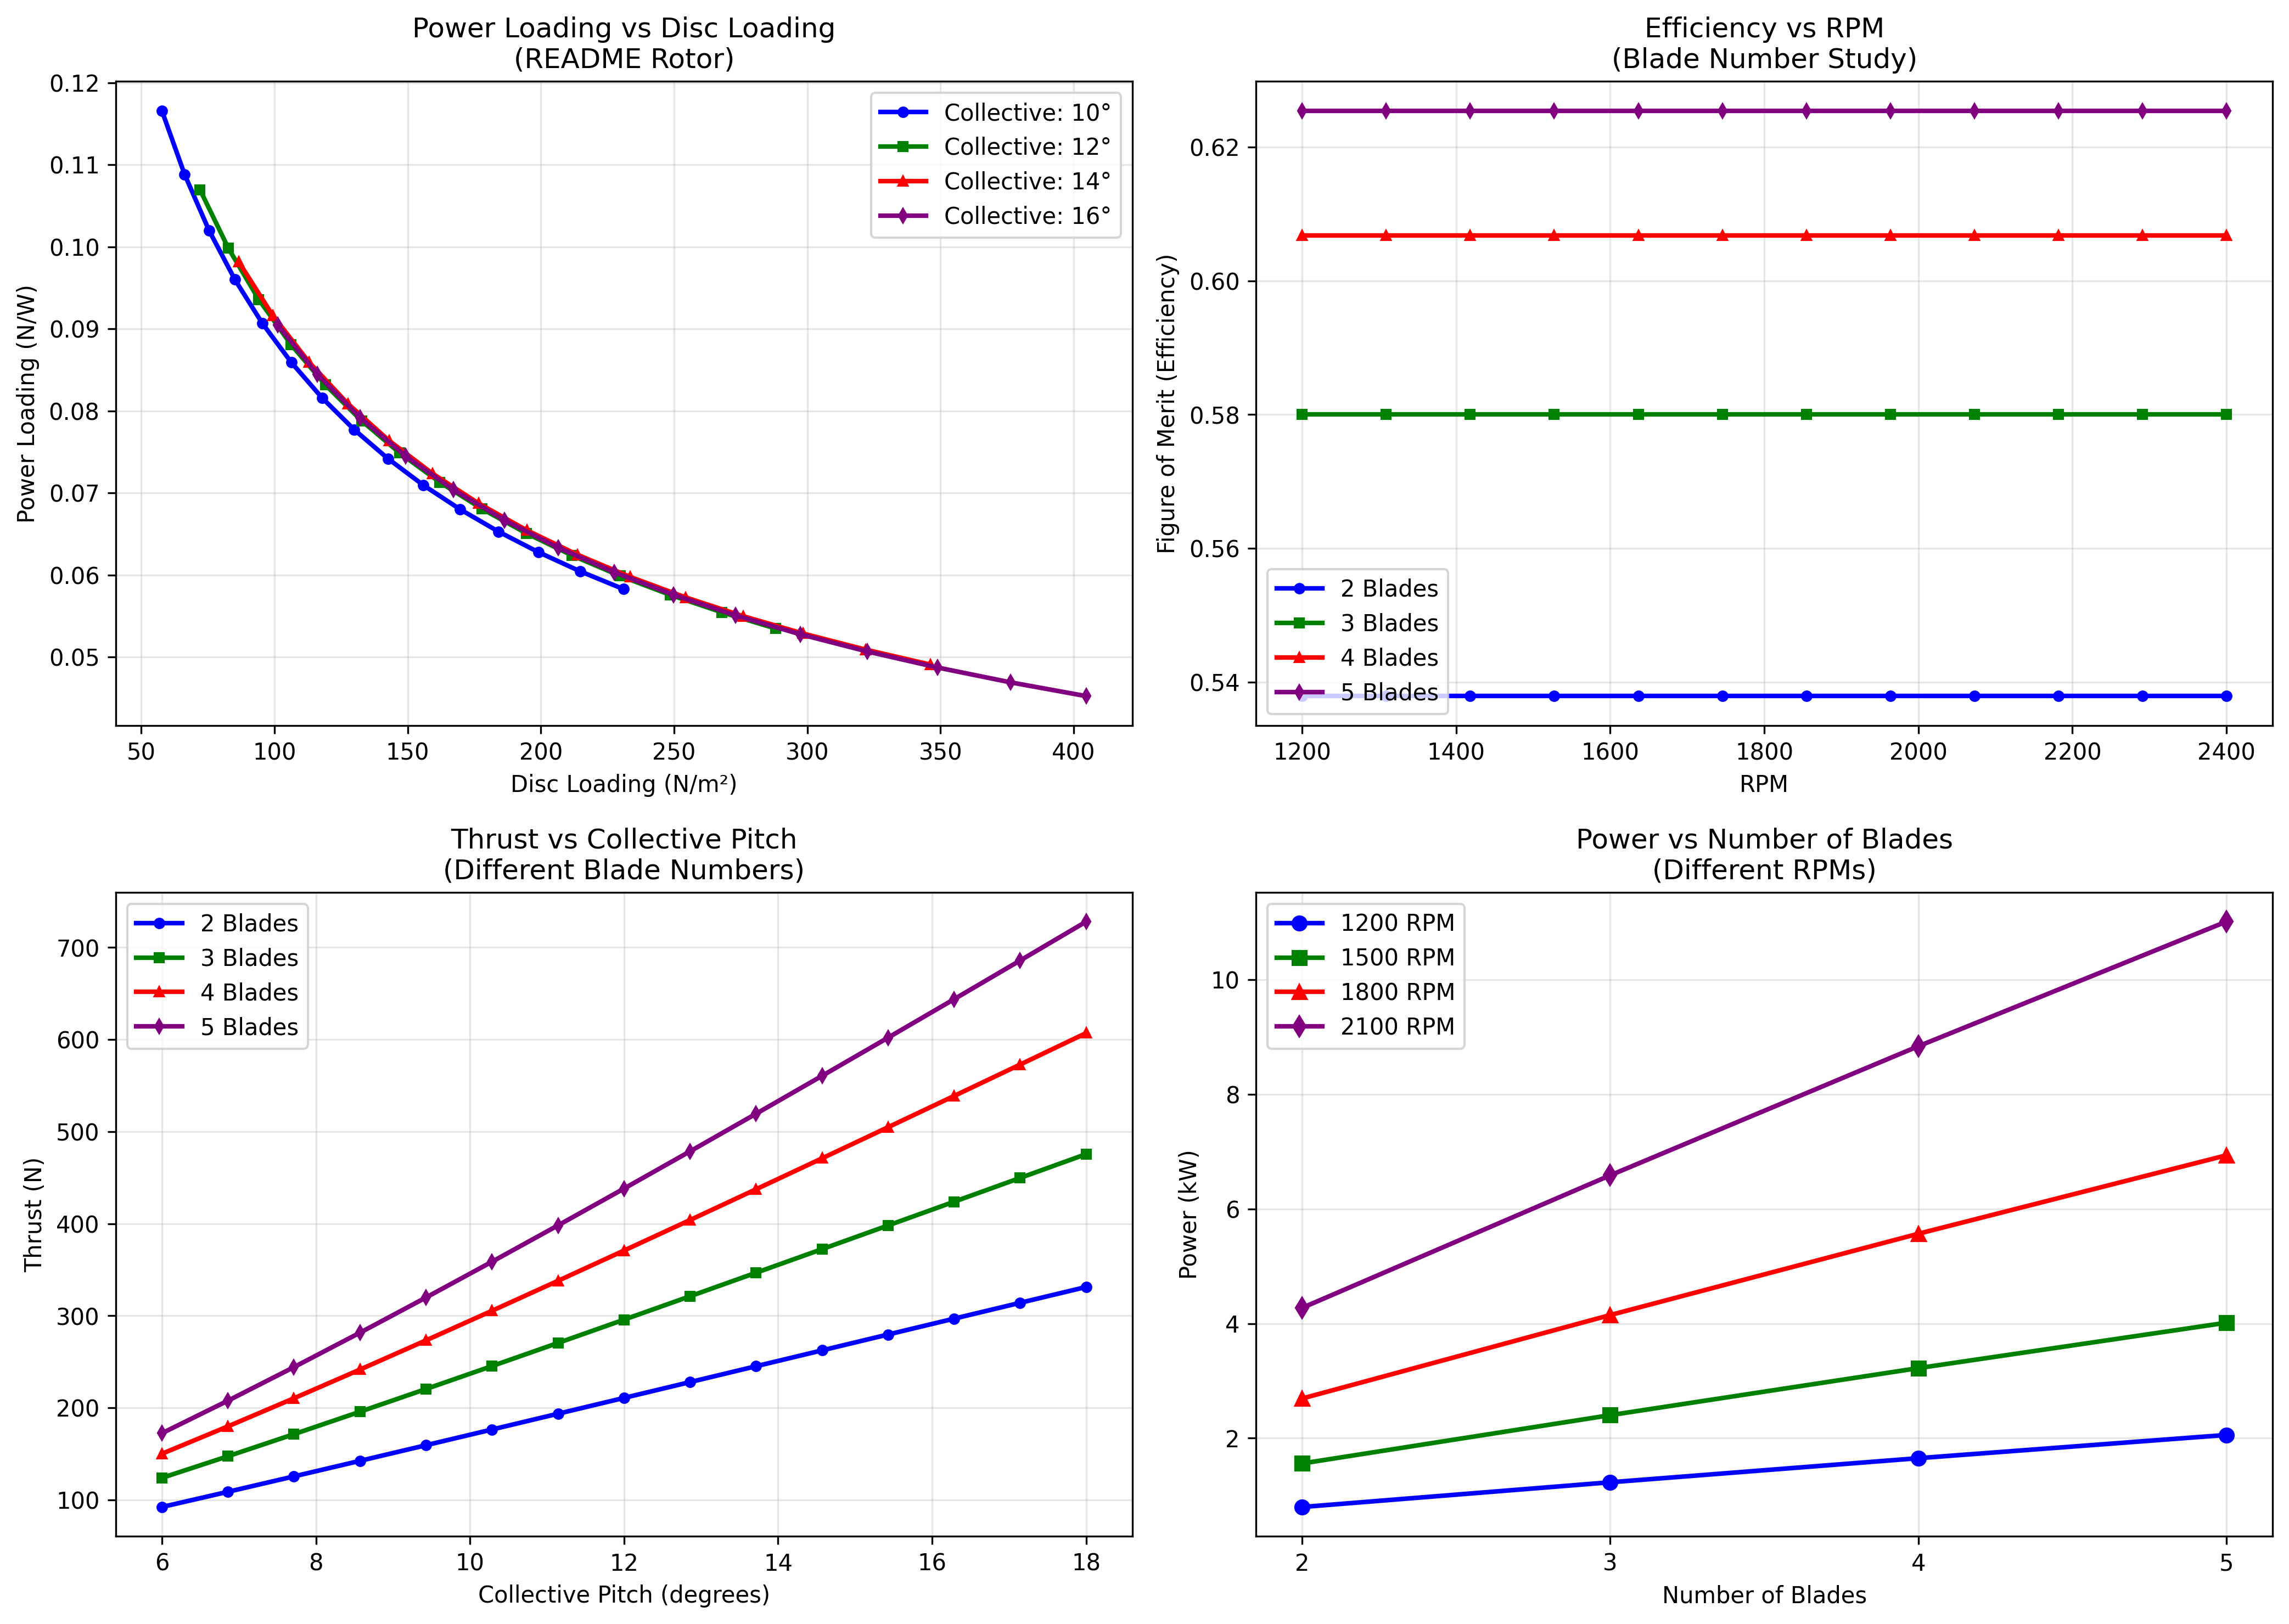 Power Loading vs Disc Loading
(README Rotor)
0.12
0.11
0.10
0.09
0.08
0.07
0.06
0.05
Power Loading (N/W)
Collective: 10°
Collective: 12°
Collective: 14°
Collective: 16°
50 100 150 200 250 300 350 400
Disc Loading (N/m²)
Efficiency vs RPM
(Blade Number Study)
0.62
0.60
0.58
0.56
0.54
Figure of Merit (Efficiency)
2 Blades
3 Blades
4 Blades
5 Blades
1200 1400 1600 1800 2000 2200 2400
RPM
Thrust vs Collective Pitch
(Different Blade Numbers)
700
600
500
400
300
200
100
Thrust (N)
2 Blades
3 Blades
4 Blades
5 Blades
6 8 10 12 14 16 18
Collective Pitch (degrees)
Power vs Number of Blades
(Different RPMs)
10
8
6
4
2
Power (kW)
1200 RPM
1500 RPM
1800 RPM
2100 RPM
2 3 4 5
Number of Blades